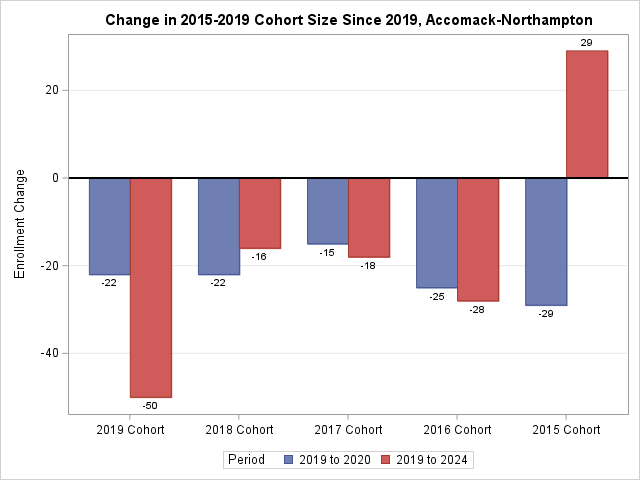 Change in 2015-2019 Cohort Size Since 2019, Accomack-Northampton
29
20
0
Enrollment Change
-15
-16
-18
-20
-22
-22
-25
-28
-29
-40
-50
2019 Cohort
2018 Cohort
2017 Cohort
2016 Cohort
2015 Cohort
Period
2019 to 2020
2019 to 2024